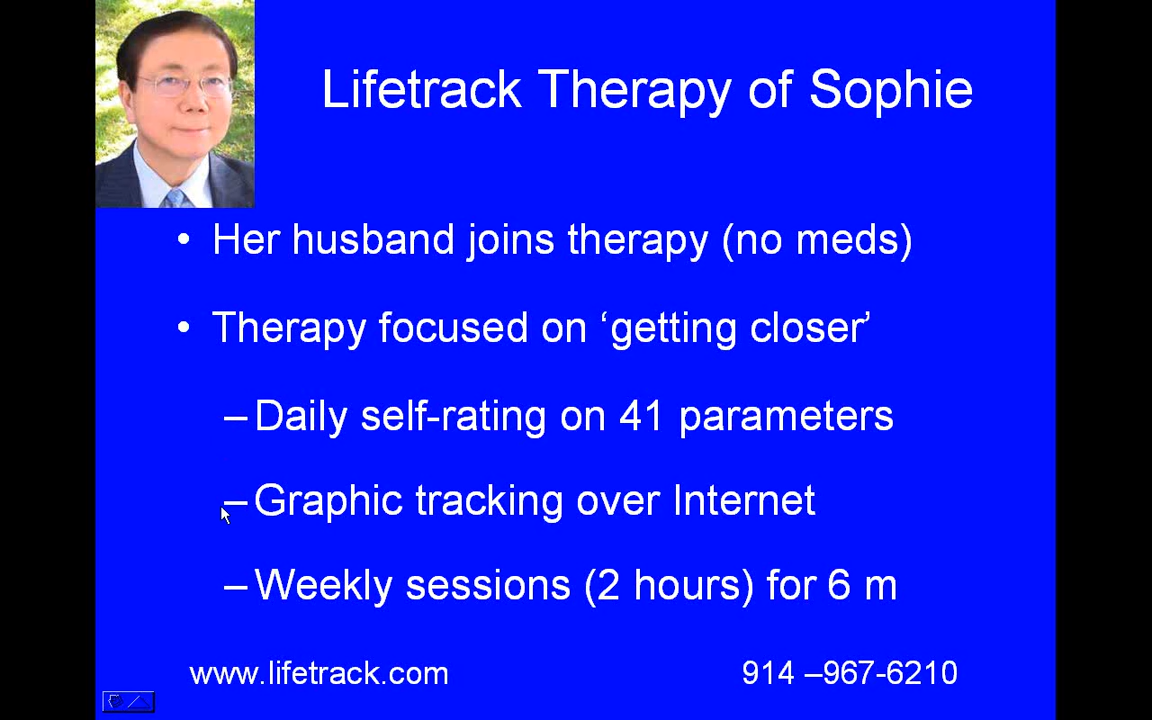 Lifetrack Therapy of Sophie
• Her husband joins therapy (no meds)
• Therapy focused on ‘getting closer’
– Daily self-rating on 41 parameters
– Graphic tracking over Internet
– Weekly sessions (2 hours) for 6 m
www.lifetrack.com 914 –967-6210